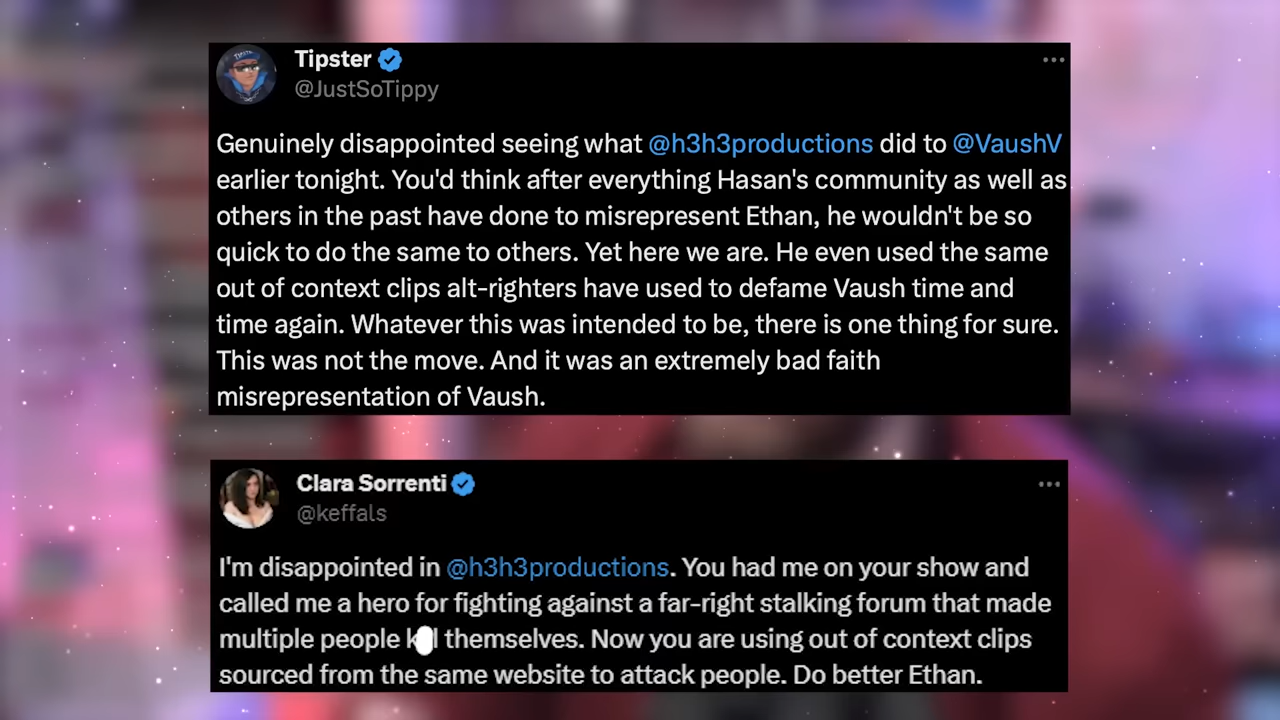 Tipster
@JustSoTippy
Genuinely disappointed seeing what @h3h3productions did to @VaushV
earlier tonight. You'd think after everything Hasan's community as well as
others in the past have done to misrepresent Ethan, he wouldn't be so
quick to do the same to others. Yet here we are. He even used the same
out of context clips alt-righters have used to defame Vaush time and
time again. Whatever this was intended to be, there is one thing for sure.
This was not the move. And it was an extremely bad faith
misrepresentation of Vaush.
Clara Sorrenti
@keffals
I'm disappointed in @h3h3productions. You had me on your show and
called me a hero for fighting against a far-right stalking forum that made
multiple people themselves. Now you are using out of context clips
sourced from the same website to attack people. Do better Ethan.